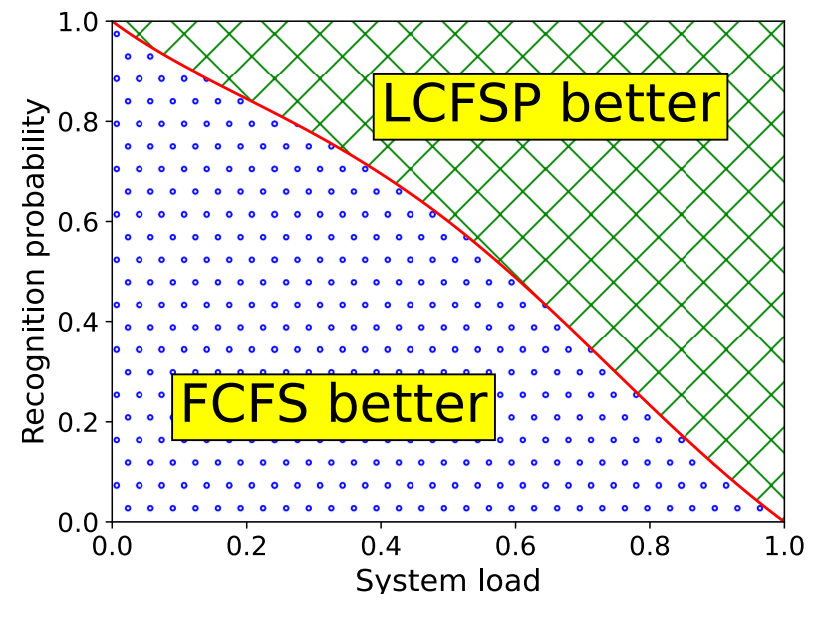 1.0
0.8
0.6
0.4
0.2
0.0
Recognition probability
LCFSP better
FCFS better
0.0 0.2 0.4 0.6 0.8 1.0
System load